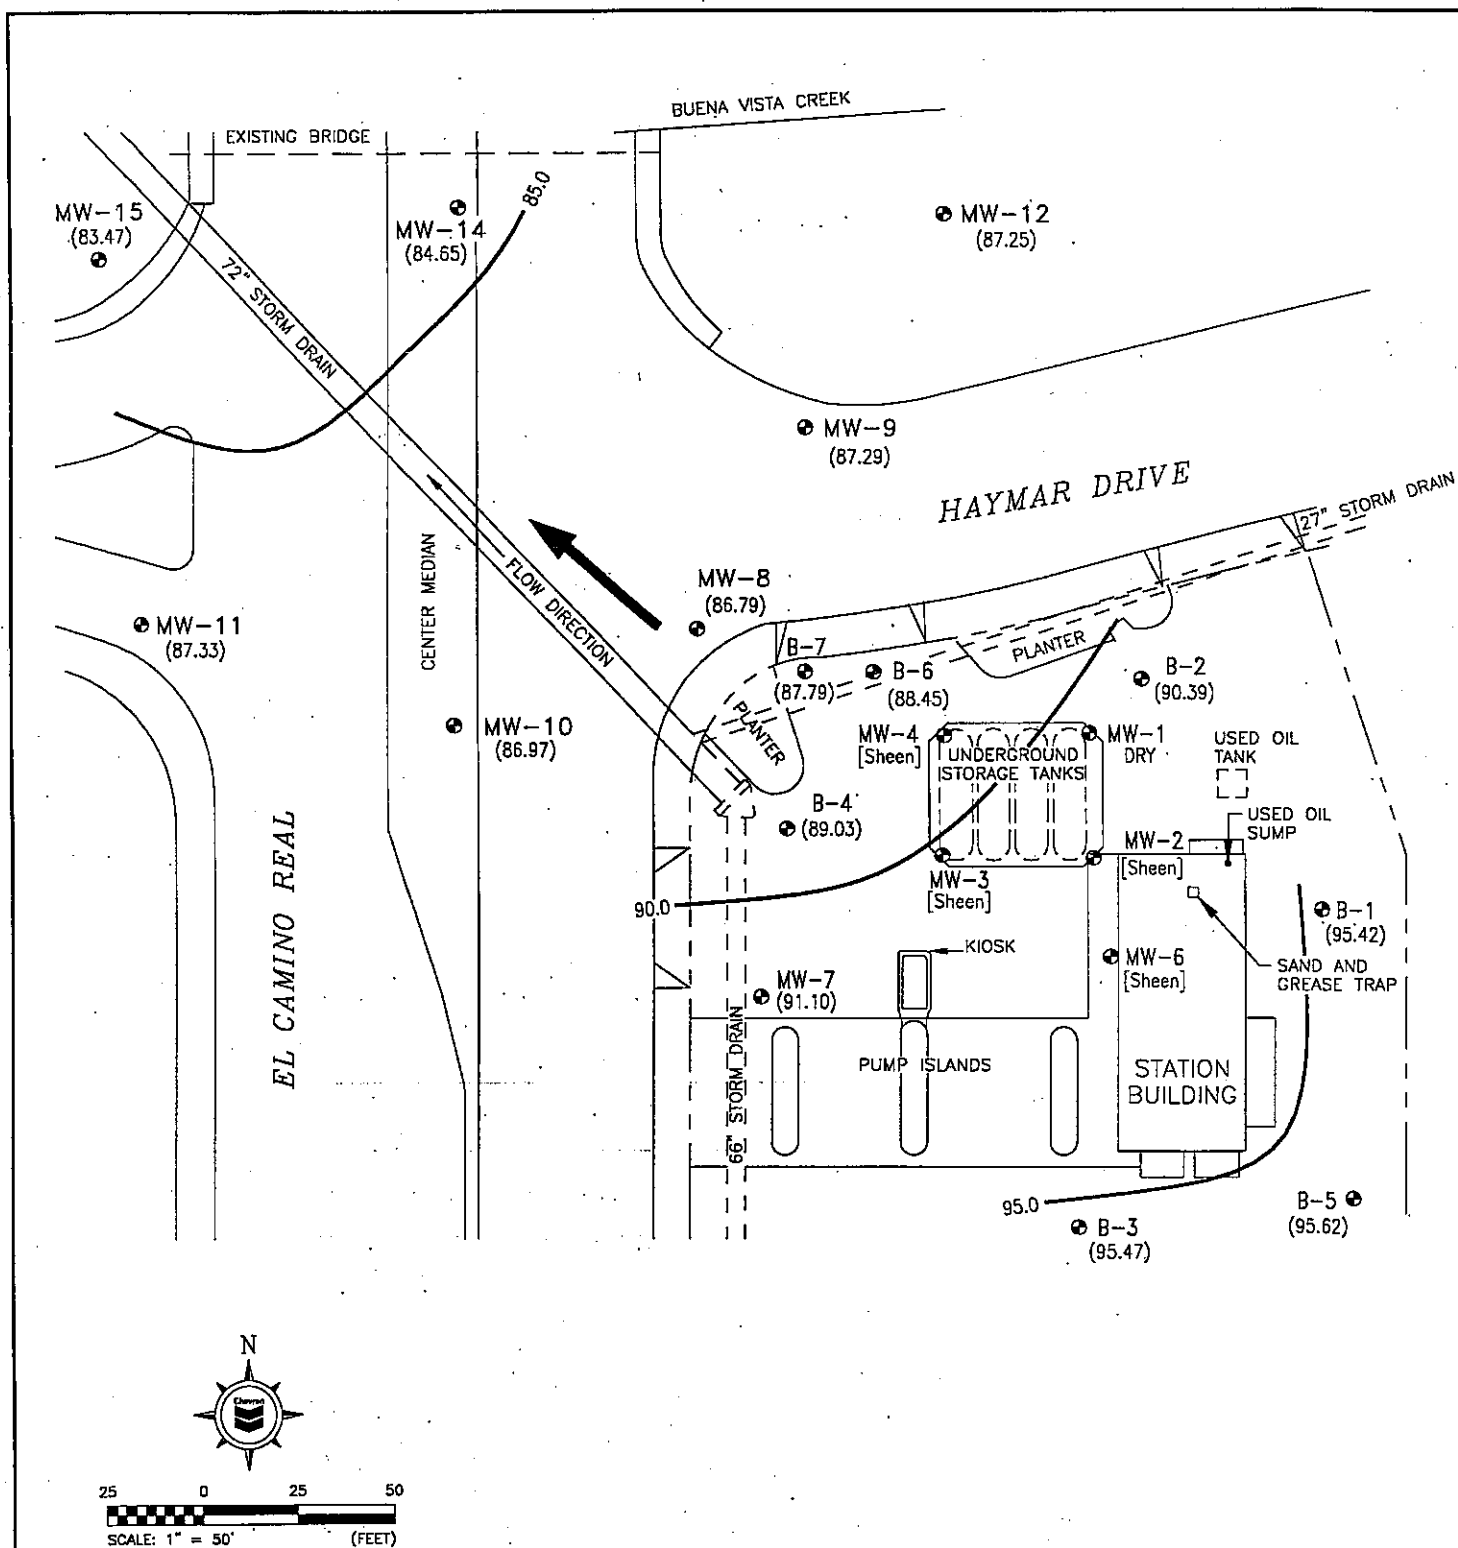 BUENA VISTA CREEK
EXISTING BRIDGE
85.0
MW-15
(83.47)
MW-14
(84.65)
MW-12
(87.25)
72" STORM DRAIN
MW-9
(87.29)
HAYMAR DRIVE
27" STORM DRAIN
CENTER MEDIAN
FLOW DIRECTION
MW-8
(86.79)
MW-11
(87.33)
B-7
(87.79)
B-6
(88.45)
PLANTER
B-2
(90.39)
PLANTER
MW-10
(86.97)
MW-4
[Sheen]
UNDERGROUND
STORAGE TANKS
MW-1
DRY
USED OIL
TANK
B-4
(89.03)
USED OIL
SUMP
MW-2
[Sheen]
MW-3
[Sheen]
EL CAMINO REAL
90.0
B-1
(95.42)
KIOSK
MW-6
[Sheen]
SAND AND
GREASE TRAP
MW-7
(91.10)
66" STORM DRAIN
PUMP ISLANDS
STATION
BUILDING
95.0
B-3
(95.47)
B-5
(95.62)
N
Chevron
25 0 25 50
SCALE: 1" = 50' (FEET)